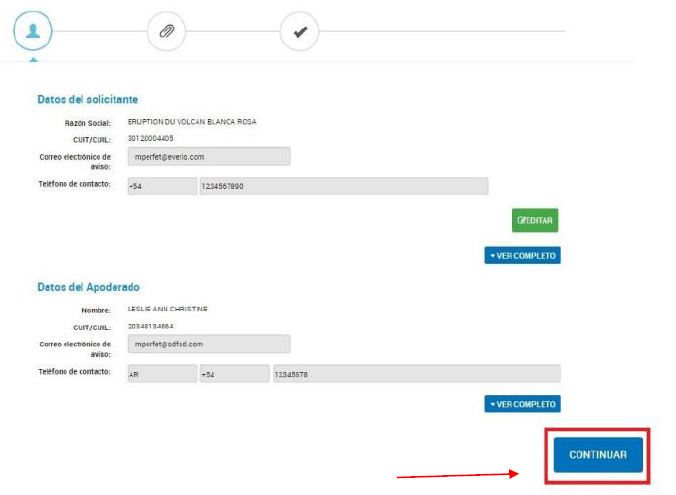 Datos del solicitante
Razón Social: ERUPTION DU VOLCAN BLANCA ROSA
CUIT/CUIL: 30120004405
Correo electrónico de aviso: mperfet@everis.com
Teléfono de contacto: +54 1234567890
EDITAR
VER COMPLETO
Datos del Apoderado
Nombre: LESLIE ANN CHRISTINE
CUIT/CUIL: 20348134664
Correo electrónico de aviso: mperfet@sdfsd.com
Teléfono de contacto: AR +54 12345678
VER COMPLETO
CONTINUAR